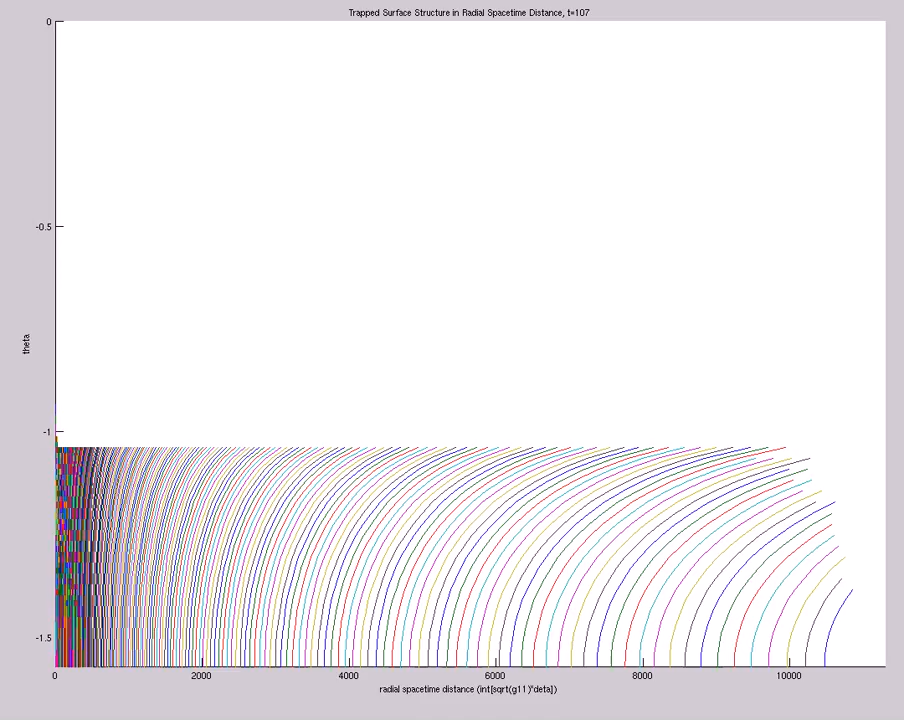 Trapped Surface Structure in Radial Spacetime Distance, t=107
0
-0.5
theta
-1
-1.5
0 2000 4000 6000 8000 10000
radial spacetime distance (int[sqrt(g11)*deta])